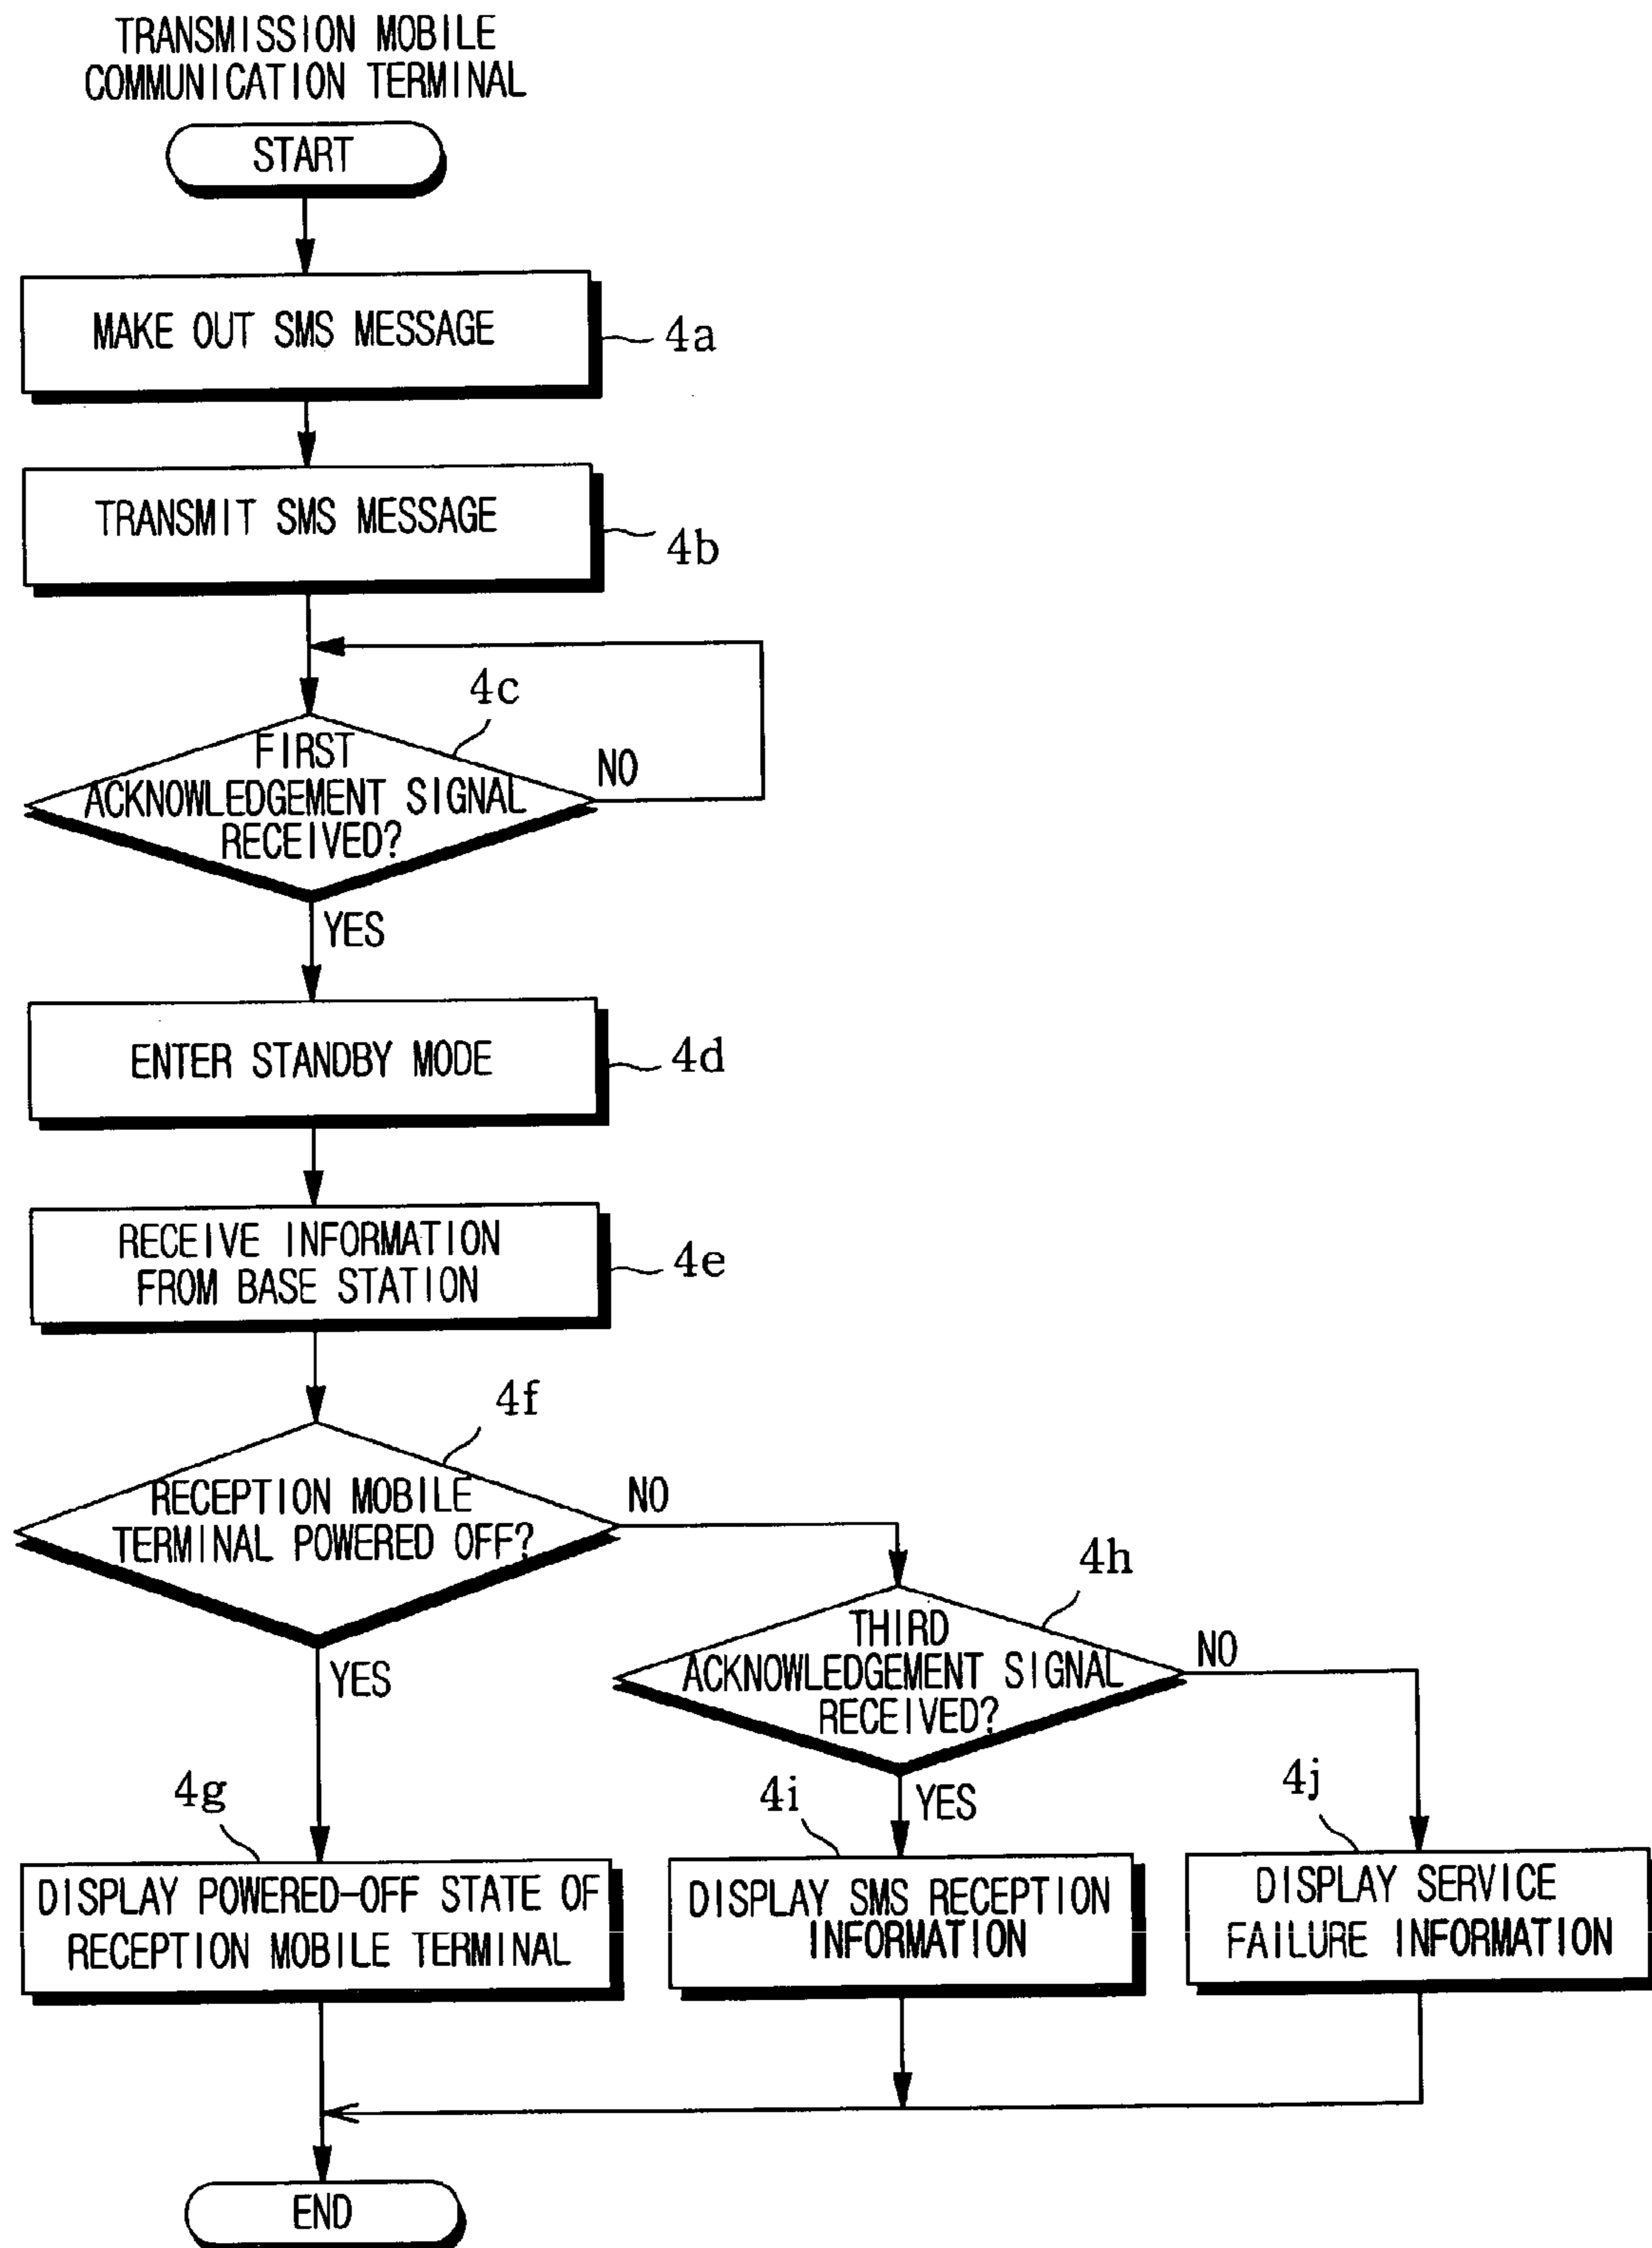 TRANSMISSION MOBILE
COMMUNICATION TERMINAL
START
MAKE OUT SMS MESSAGE
4a
TRANSMIT SMS MESSAGE
4b
4c
FIRST
ACKNOWLEDGEMENT SIGNAL
RECEIVED?
NO
YES
ENTER STANDBY MODE
4d
RECEIVE INFORMATION
FROM BASE STATION
4e
4f
RECEPTION MOBILE
TERMINAL POWERED OFF?
NO
YES
4h
THIRD
ACKNOWLEDGEMENT SIGNAL
RECEIVED?
NO
YES
4g
DISPLAY POWERED-OFF STATE OF
RECEPTION MOBILE TERMINAL
4i
DISPLAY SMS RECEPTION
INFORMATION
4j
DISPLAY SERVICE
FAILURE INFORMATION
END